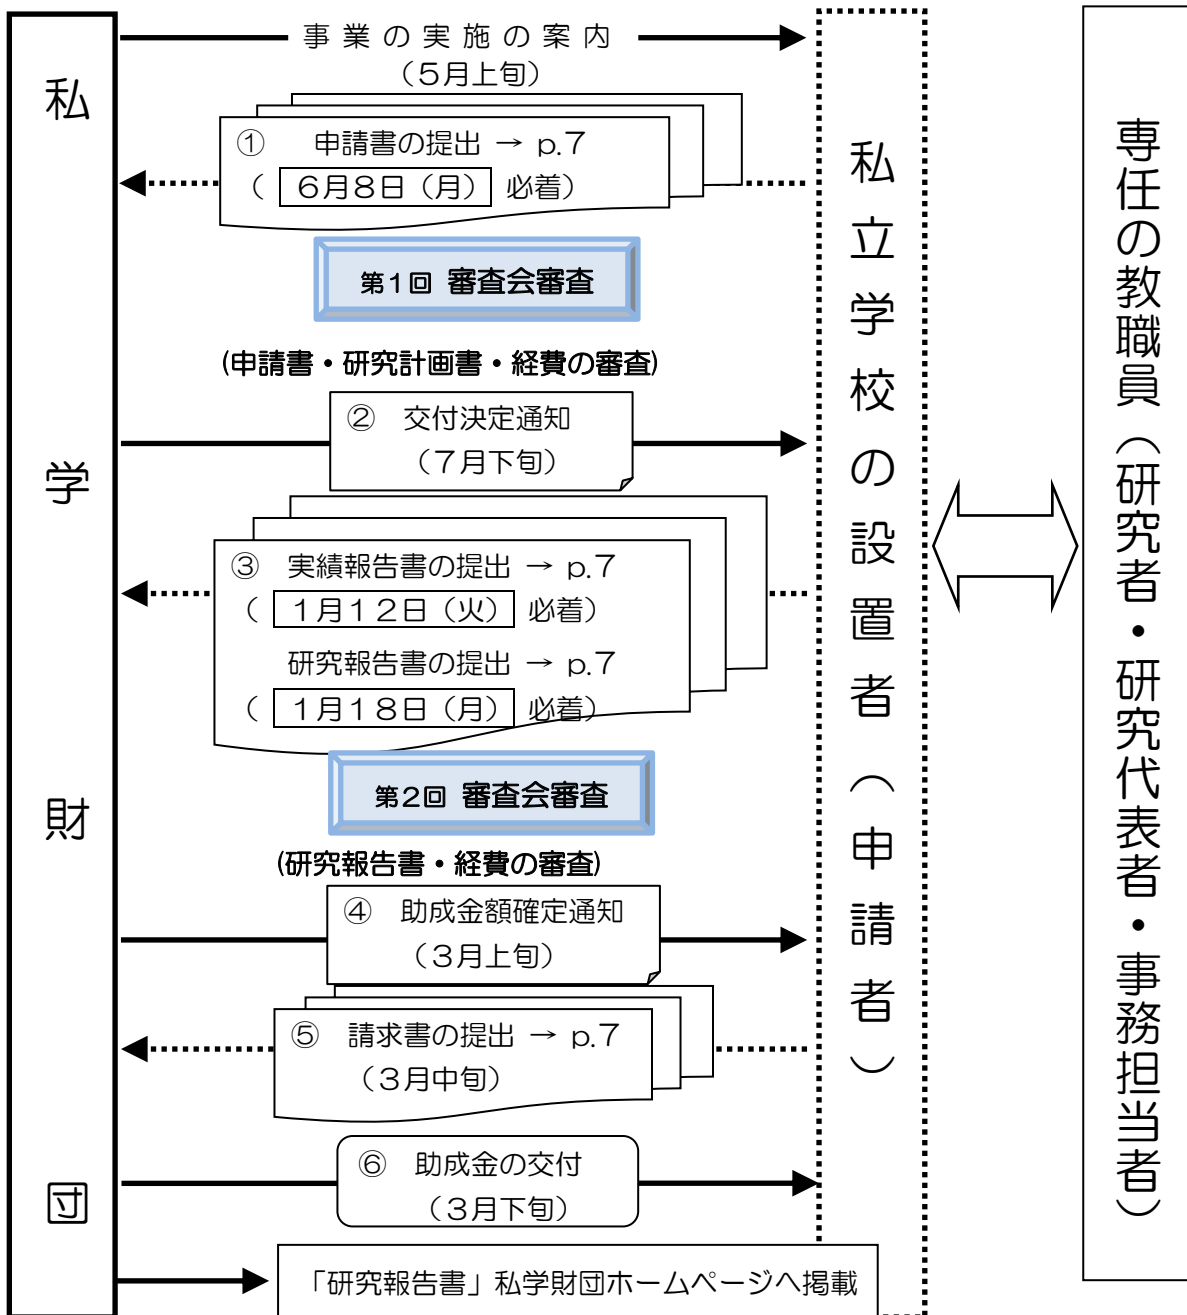 私学財団
事業の実施の案内
（５月上旬）
①　申請書の提出 → p.7
（ ６月８日（月） 必着）
第１回 審査会審査
(申請書・研究計画書・経費の審査)
②　交付決定通知
（７月下旬）
③　実績報告書の提出 → p.7
（ １月１２日（火） 必着）
研究報告書の提出 → p.7
（ １月１８日（月） 必着）
第２回 審査会審査
(研究報告書・経費の審査)
④　助成金額確定通知
（３月上旬）
⑤　請求書の提出 → p.7
（３月中旬）
⑥　助成金の交付
（３月下旬）
「研究報告書」私学財団ホームページへ掲載
私立学校の設置者（申請者）
専任の教職員（研究者・研究代表者・事務担当者）